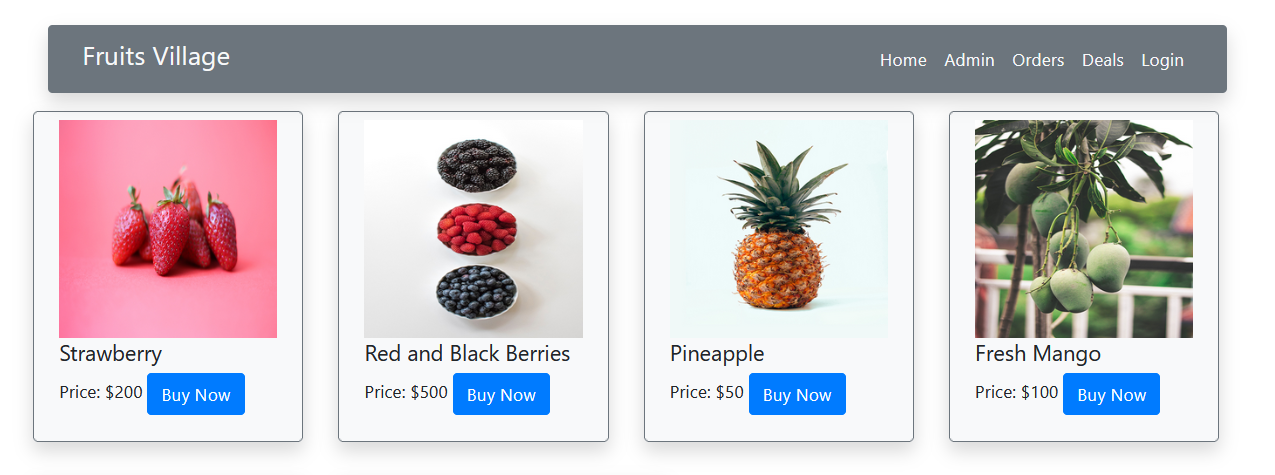 Fruits Village
Home Admin Orders Deals Login
Strawberry
Price: $200 Buy Now
Red and Black Berries
Price: $500 Buy Now
Pineapple
Price: $50 Buy Now
Fresh Mango
Price: $100 Buy Now